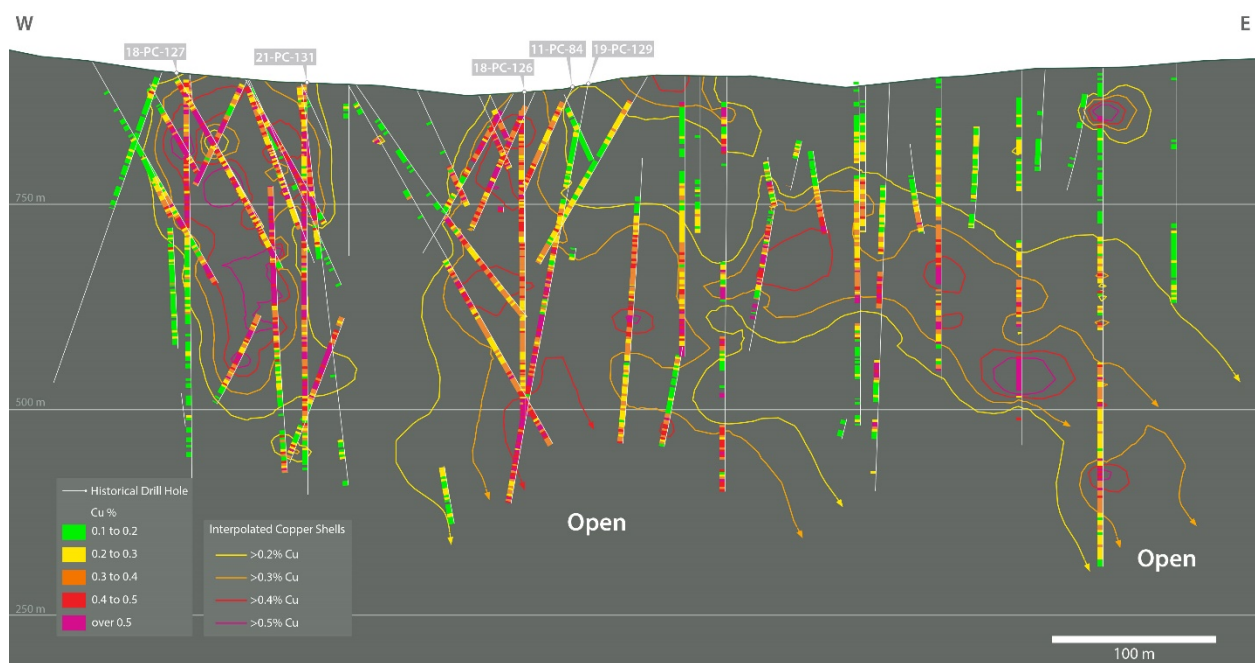 W
E
18-PC-127
21-PC-131
18-PC-126
11-PC-84
19-PC-129
750 m
500 m
250 m
Open
Open
Historical Drill Hole
Cu %
0.1 to 0.2
0.2 to 0.3
0.3 to 0.4
0.4 to 0.5
over 0.5
Interpolated Copper Shells
>0.2% Cu
>0.3% Cu
>0.4% Cu
>0.5% Cu
100 m